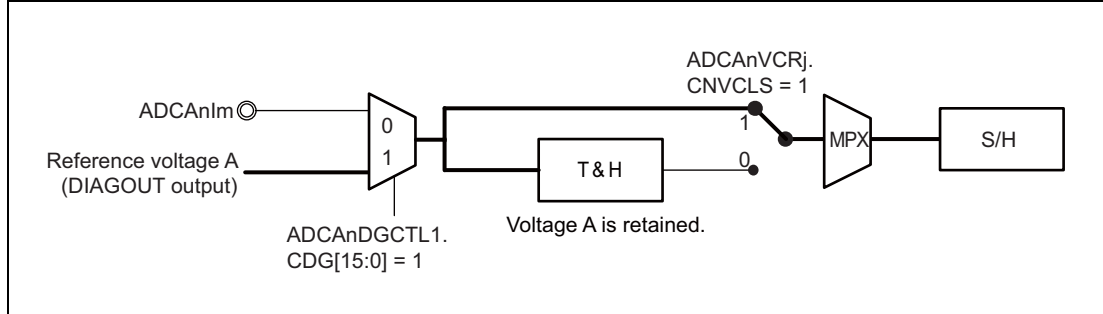 ADCAnVCRj.
CNVCLS = 1
ADCAnIm
0
1
Reference voltage A
(DIAGOUT output)
1
0
MPX
S/H
T & H
Voltage A is retained.
ADCAnDGCTL1.
CDG[15:0] = 1